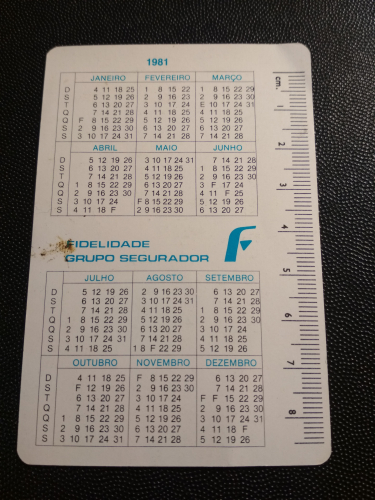 1981
JANEIRO FEVEREIRO MARÇO
D 4 11 18 25 1 8 15 22 1 8 15 22 29
S 5 12 19 26 2 9 16 23 2 9 16 23 30
T 6 13 20 27 3 10 17 24 E 10 17 24 31
Q 7 14 21 28 4 11 18 25 4 11 18 25
Q F 8 15 22 29 5 12 19 26 5 12 19 26
S 2 9 16 23 30 6 13 20 27 6 13 20 27
S 3 10 17 24 31 7 14 21 28 7 14 21 28
ABRIL MAIO JUNHO
D 5 12 19 26 3 10 17 24 31 7 14 21 28
S 6 13 20 27 4 11 18 25 1 8 15 22 29
T 7 14 21 28 5 12 19 26 2 9 16 23 30
Q 1 8 15 22 29 6 13 20 27 3 F 17 24
Q 2 9 16 23 30 7 14 21 28 4 11 F 25
S 3 10 F 24 F 8 15 22 29 5 12 19 26
S 4 11 18 F 2 9 16 23 30 6 13 20 27
FIDELIDADE
GRUPO SEGURADOR
JULHO AGOSTO SETEMBRO
D 5 12 19 26 2 9 16 23 30 6 13 20 27
S 6 13 20 27 3 10 17 24 31 7 14 21 28
T 7 14 21 28 4 11 18 25 1 8 15 22 29
Q 1 8 15 22 29 5 12 19 26 2 9 16 23 30
Q 2 9 16 23 30 6 13 20 27 3 10 17 24
S 3 10 17 24 31 7 14 21 28 4 11 18 25
S 4 11 18 25 1 8 F 22 29 5 12 19 26
OUTUBRO NOVEMBRO DEZEMBRO
D 4 11 18 25 F 8 15 22 29 6 13 20 27
S F 12 19 26 2 9 16 23 30 7 14 21 28
T 6 13 20 27 3 10 17 24 F F 15 22 29
Q 7 14 21 28 4 11 18 25 2 9 16 23 30
Q 1 8 15 22 29 5 12 19 26 3 10 17 24 31
S 2 9 16 23 30 6 13 20 27 4 11 18 F
S 3 10 17 24 31 7 14 21 28 5 12 19 26
cm.
1
2
3
4
5
6
7
8